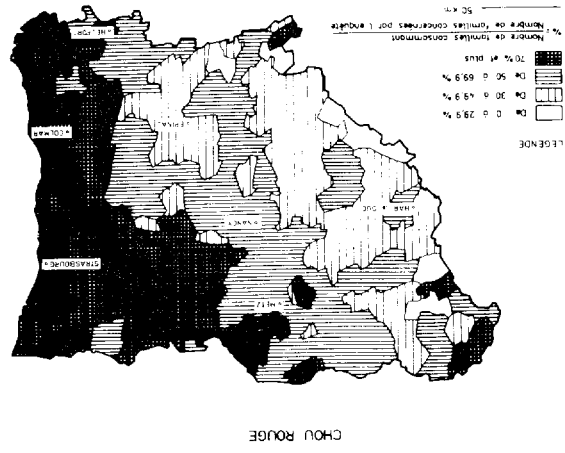 CHOU ROUGE
METZ
STRASBOURG
NANCY
BAR LE DUC
COLMAR
EPINAL
BELFORT
LEGENDE
De 0 à 29,9 %
De 30 à 49,9 %
De 50 à 69,9 %
70 % et plus
Nombre de familles consommant
% : Nombre de familles concernées par l'enquête
50 km